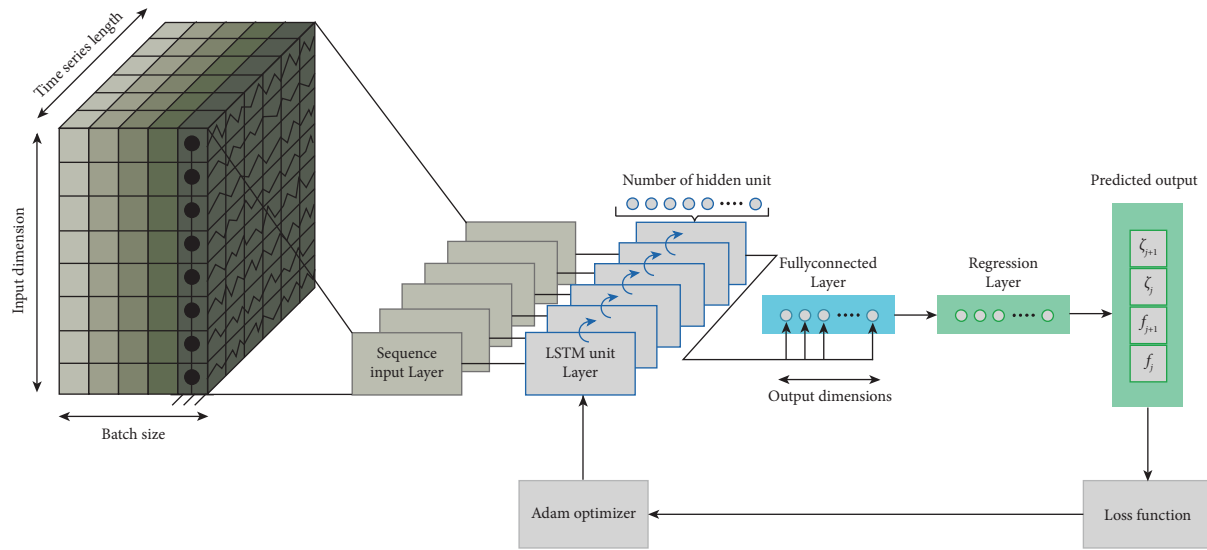 Time series length
Input dimension
Batch size
Sequence
input Layer
Number of hidden unit
LSTM unit
Layer
Fullyconnected
Layer
Output dimensions
Regression
Layer
Predicted output
ζj+1
ζj
fj+1
fj
Adam optimizer
Loss function